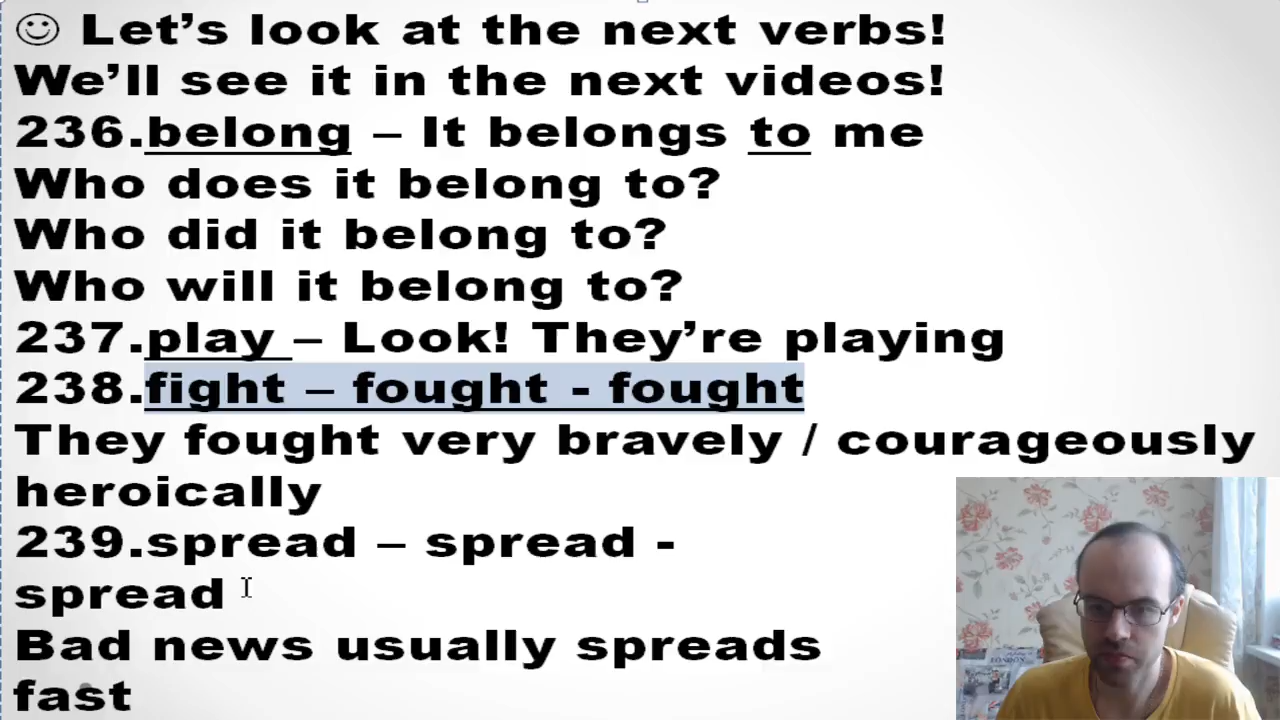 ☺ Let’s look at the next verbs!
We’ll see it in the next videos!
236.belong – It belongs to me
Who does it belong to?
Who did it belong to?
Who will it belong to?
237.play – Look! They’re playing
238.fight – fought - fought
They fought very bravely / courageously
heroically
239.spread – spread -
spread
Bad news usually spreads
fast
LONDON